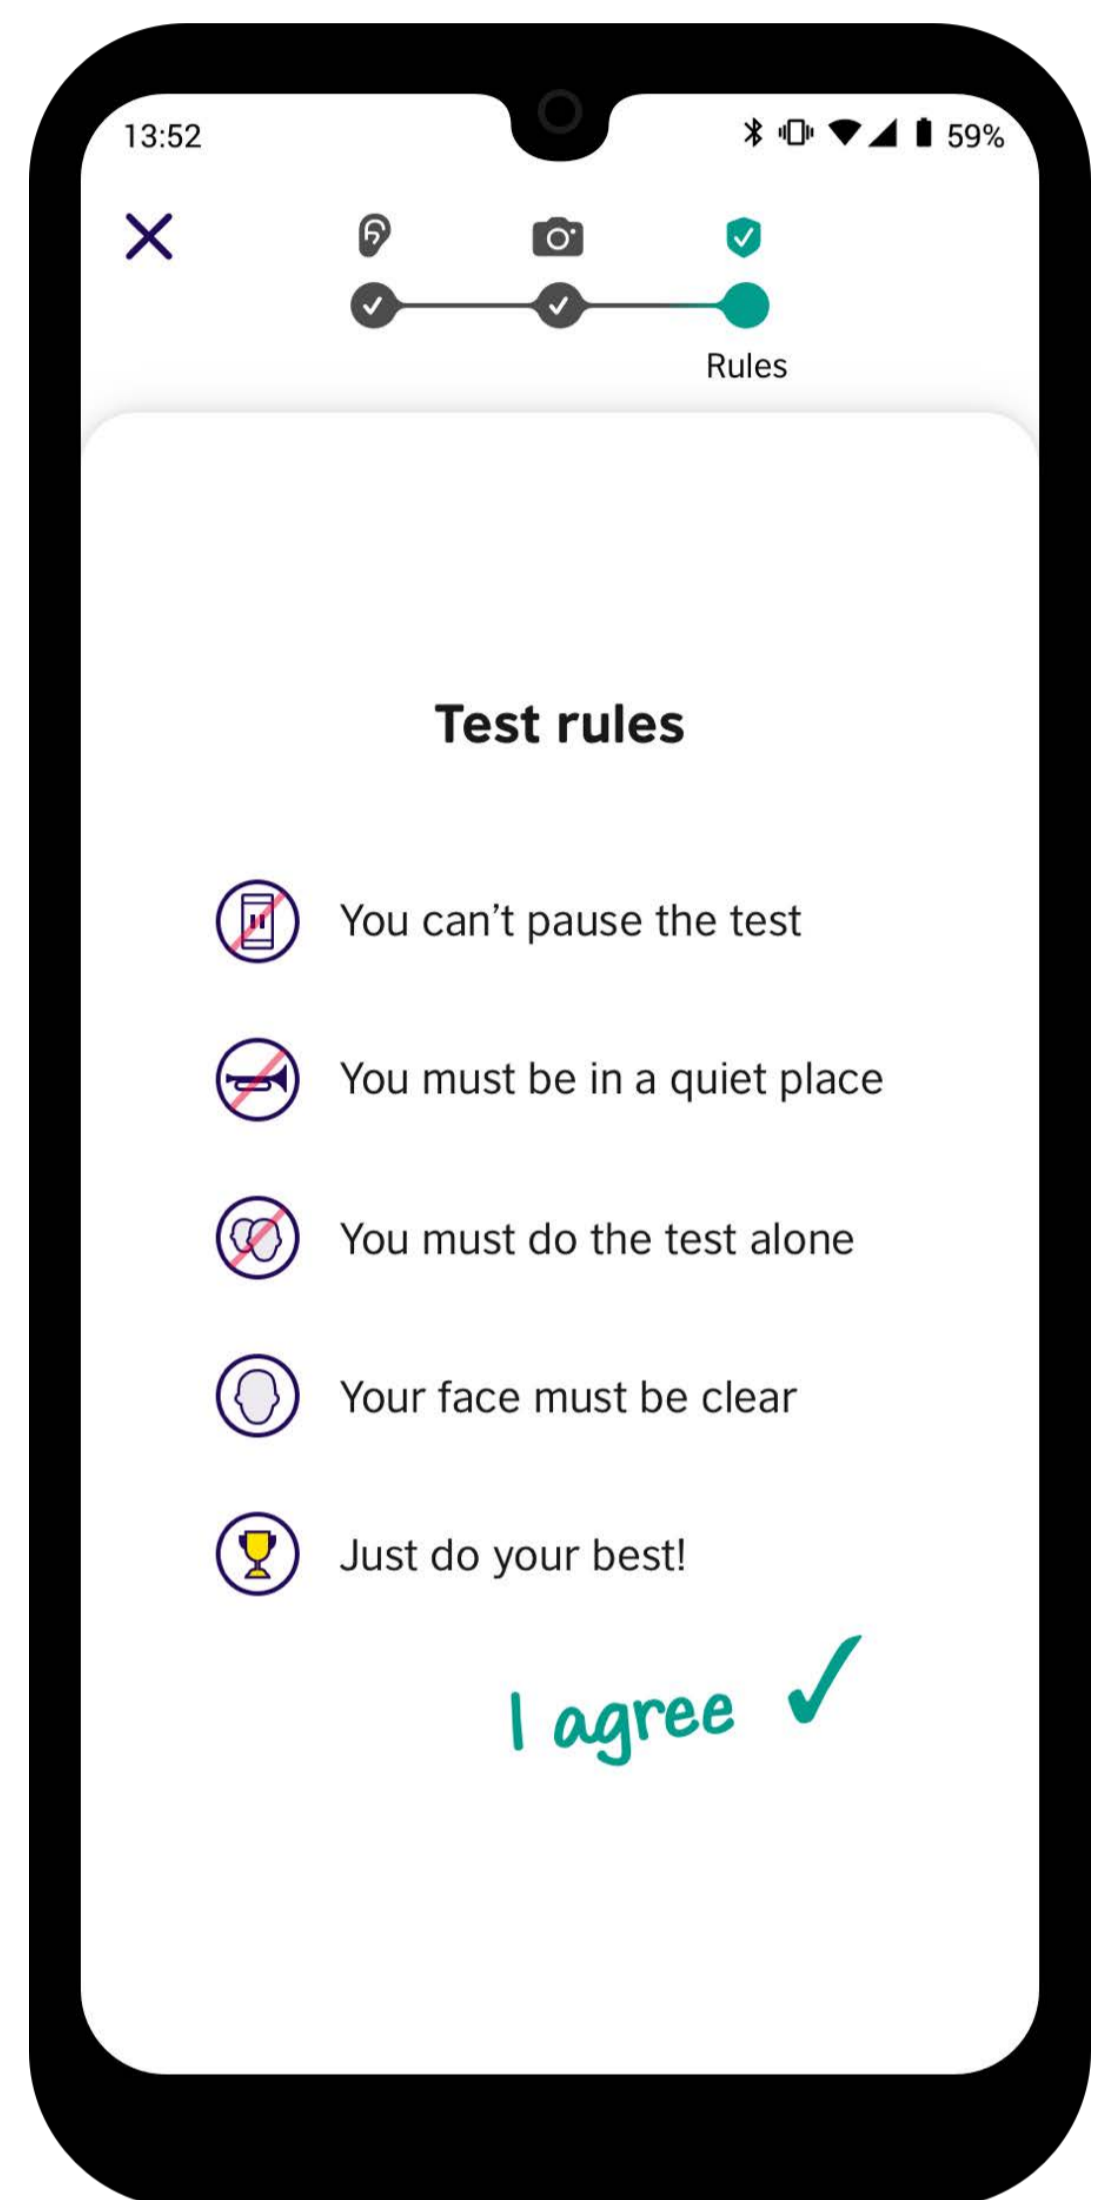 13:52
59%
Rules
Test rules
You can’t pause the test
You must be in a quiet place
You must do the test alone
Your face must be clear
Just do your best!
I agree